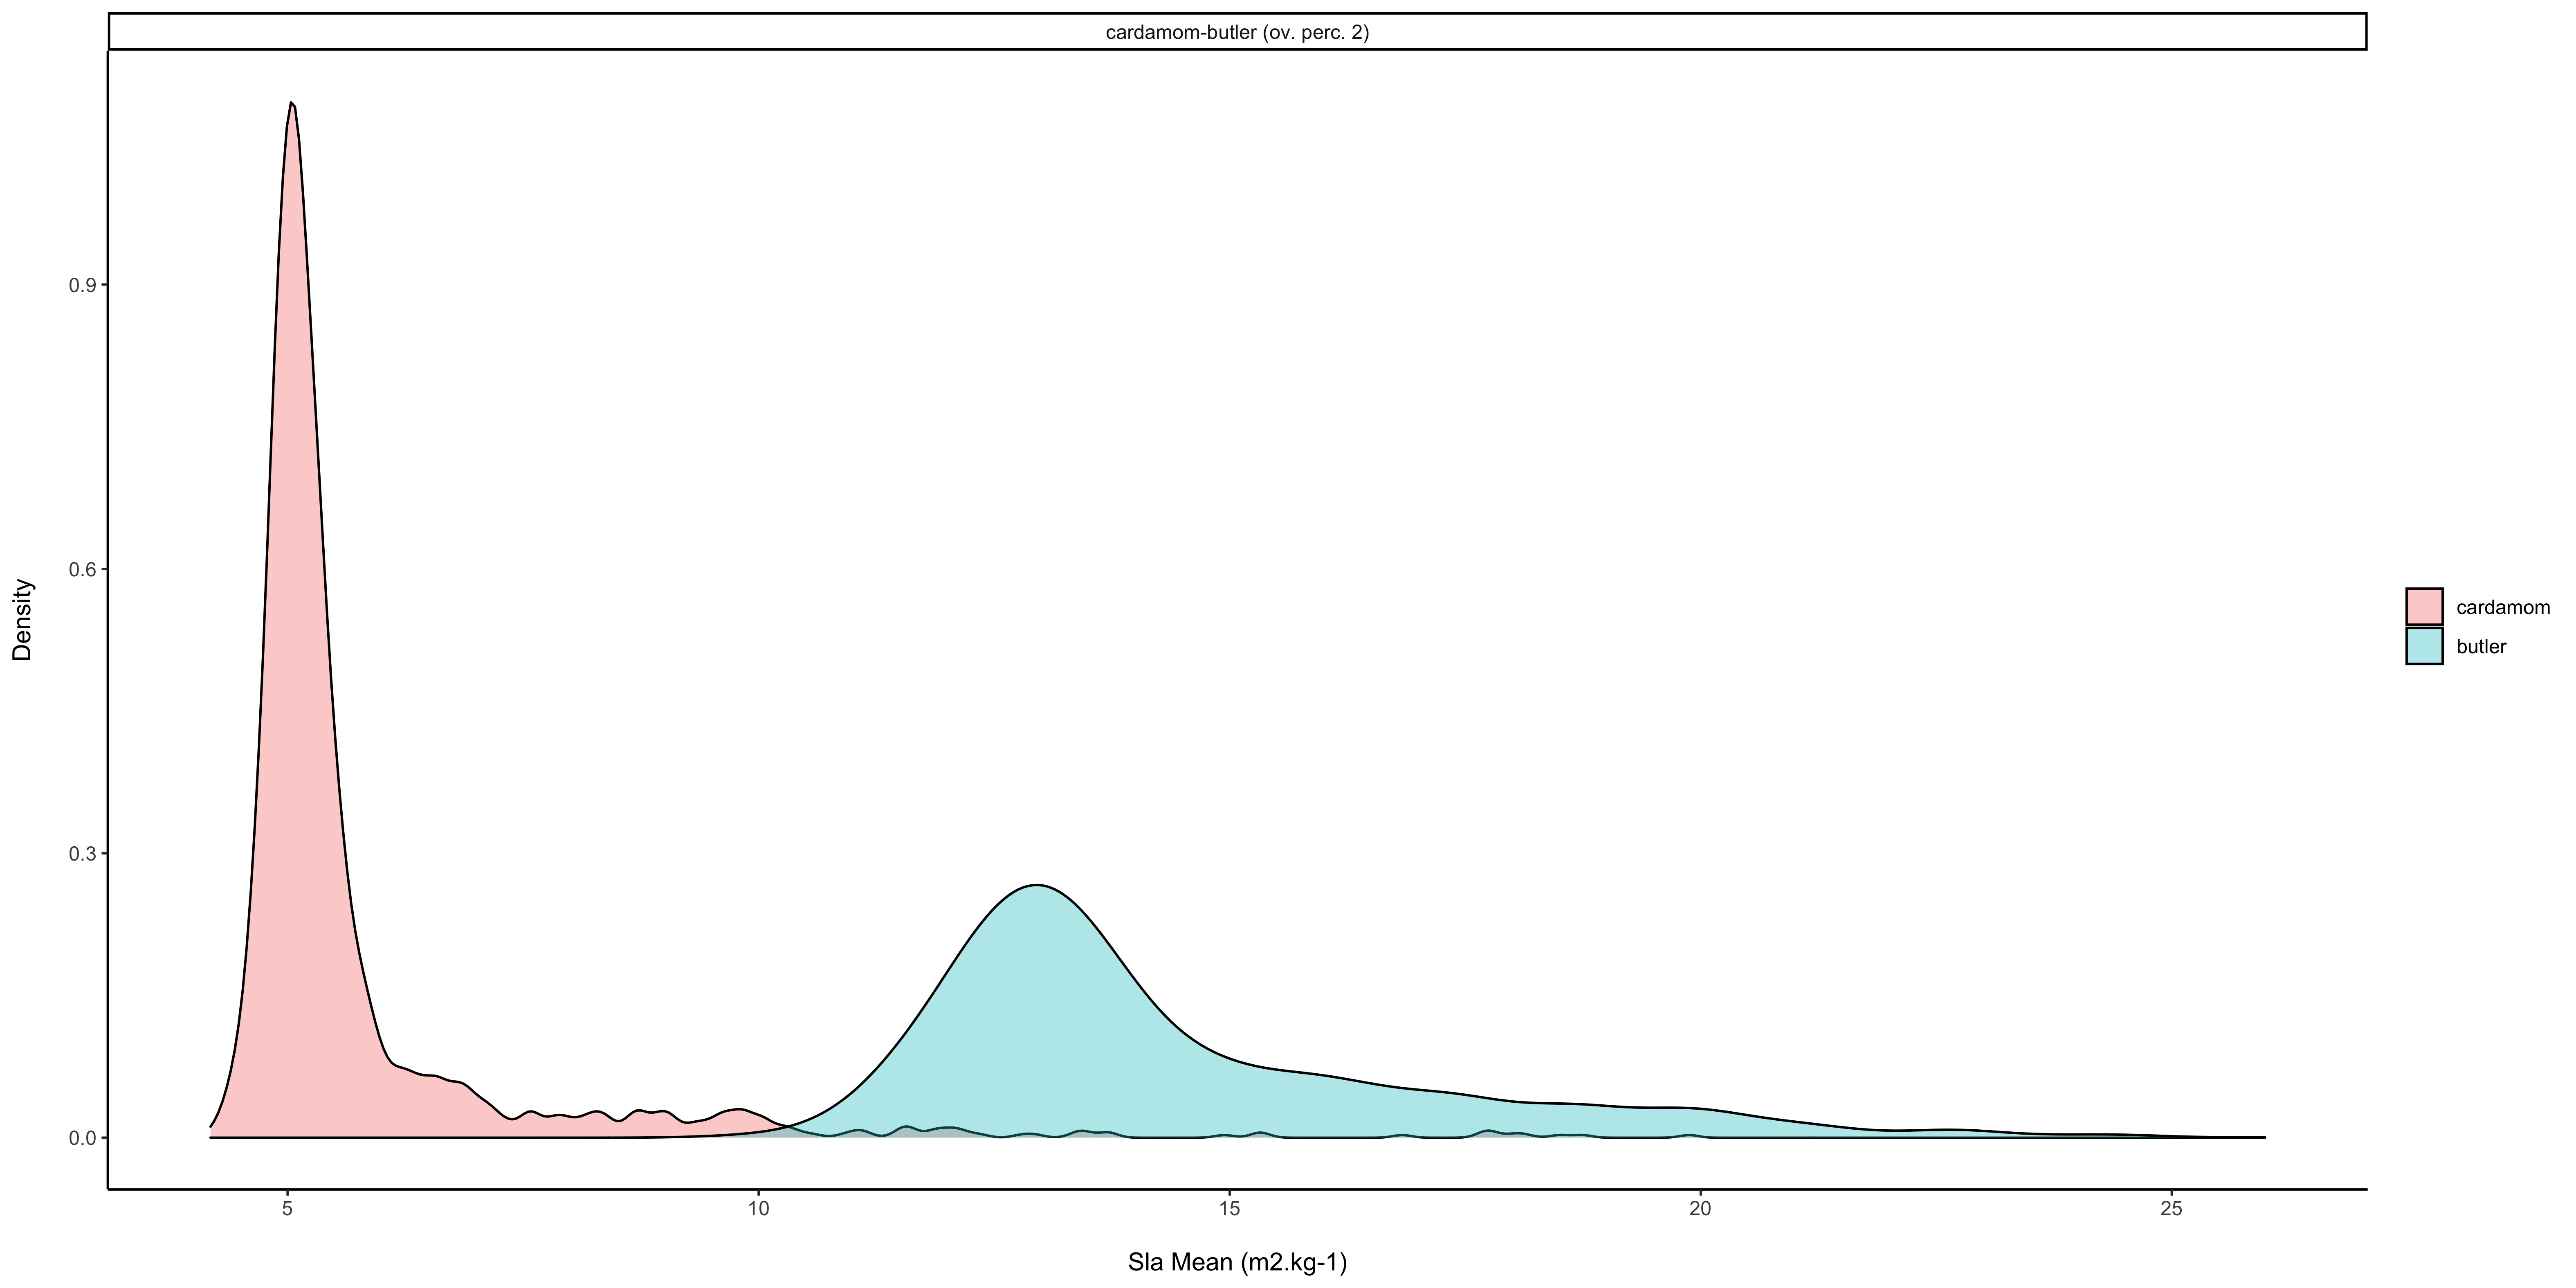 cardamom-butler (ov. perc. 2)
Density
0.9
0.6
0.3
0.0
5 10 15 20 25
Sla Mean (m2.kg-1)
cardamom
butler